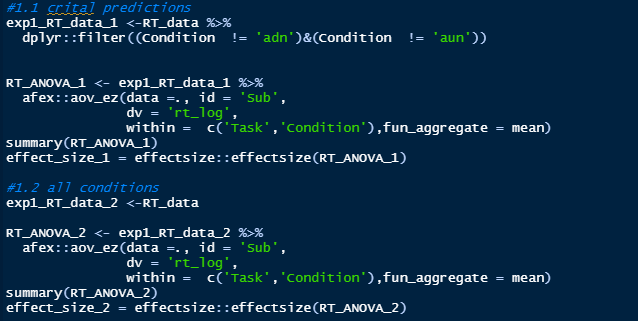 #1.1 crital predictions
exp1_RT_data_1 <-RT_data %>%
  dplyr::filter((Condition  != 'adn')&(Condition  != 'aun'))
RT_ANOVA_1 <- exp1_RT_data_1 %>%
  afex::aov_ez(data =., id = 'Sub',
               dv = 'rt_log',
               within =  c('Task','Condition'),fun_aggregate = mean)
summary(RT_ANOVA_1)
effect_size_1 = effectsize::effectsize(RT_ANOVA_1)
#1.2 all conditions
exp1_RT_data_2 <-RT_data
RT_ANOVA_2 <- exp1_RT_data_2 %>%
  afex::aov_ez(data =., id = 'Sub',
               dv = 'rt_log',
               within =  c('Task','Condition'),fun_aggregate = mean)
summary(RT_ANOVA_2)
effect_size_2 = effectsize::effectsize(RT_ANOVA_2)